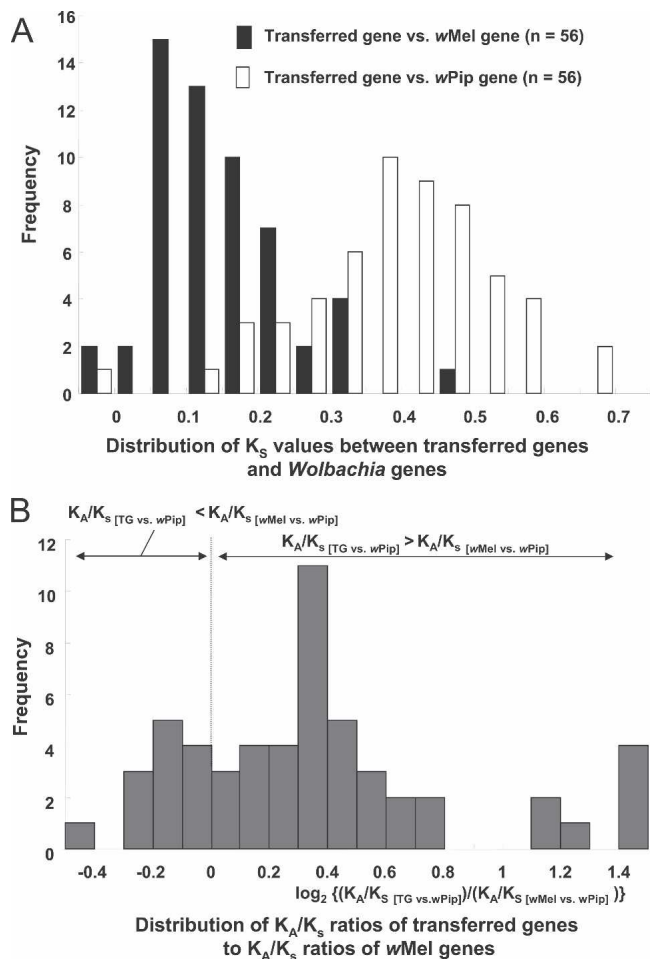 A
Transferred gene vs. wMel gene (n = 56)
Transferred gene vs. wPip gene (n = 56)
Frequency
16
14
12
10
8
6
4
2
0
0 0.1 0.2 0.3 0.4 0.5 0.6 0.7
Distribution of KS values between transferred genes
and Wolbachia genes
B
KA/Ks [TG vs. wPip] < KA/Ks [wMel vs. wPip]
KA/Ks [TG vs. wPip] > KA/Ks [wMel vs. wPip]
Frequency
12
10
8
6
4
2
0
-0.4 -0.2 0 0.2 0.4 0.6 0.8 1 1.2 1.4
log2 {(KA/KS [TG vs.wPip])/(KA/KS [wMel vs. wPip] )}
Distribution of KA/Ks ratios of transferred genes
to KA/Ks ratios of wMel genes